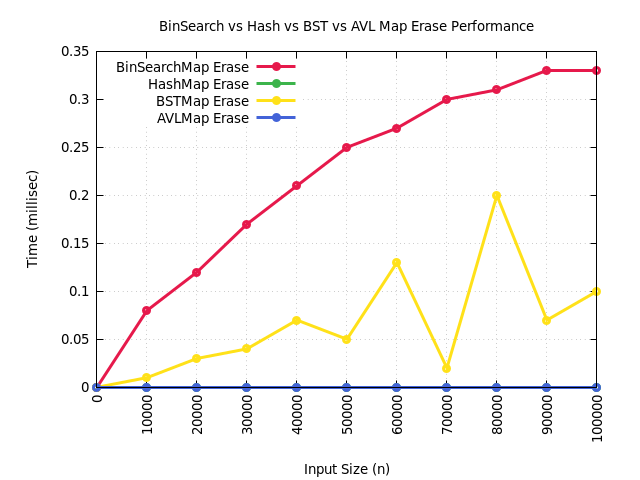 BinSearch vs Hash vs BST vs AVL Map Erase Performance
0.35
0.3
0.25
0.2
0.15
0.1
0.05
0
Time (millisec)
BinSearchMap Erase
HashMap Erase
BSTMap Erase
AVLMap Erase
0
10000
20000
30000
40000
50000
60000
70000
80000
90000
100000
Input Size (n)